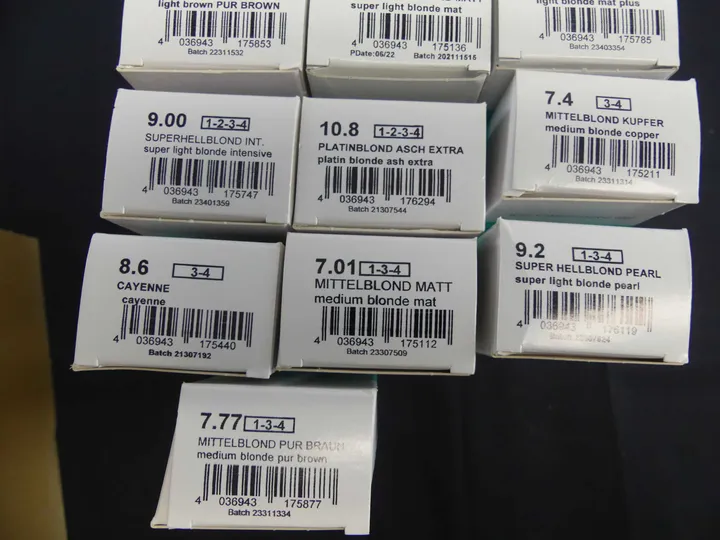 light brown PUR BROWN
4 036943 175853
Batch 22311532
super light blonde mat
4 036943 175136
PDate:06/22 Batch 202111516
light blonde mat plus
4 036943 175785
Batch 23403354
9.00 1-2-3-4
SUPERHELLBLOND INT.
super light blonde intensive
4 036943 175747
Batch 23401359
10.8 1-2-3-4
PLATINBLOND ASCH EXTRA
platin blonde ash extra
4 036943 176294
Batch 21307544
7.4 3-4
MITTELBLOND KUPFER
medium blonde copper
4 036943 175211
Batch 23311314
8.6 3-4
CAYENNE
cayenne
4 036943 175440
Batch 21307192
7.01 1-3-4
MITTELBLOND MATT
medium blonde mat
4 036943 175112
Batch 23307509
9.2 1-3-4
SUPER HELLBLOND PEARL
super light blonde pearl
4 036943 176119
7.77 1-3-4
MITTELBLOND PUR BRAUN
medium blonde pur brown
4 036943 175877
Batch 23311334